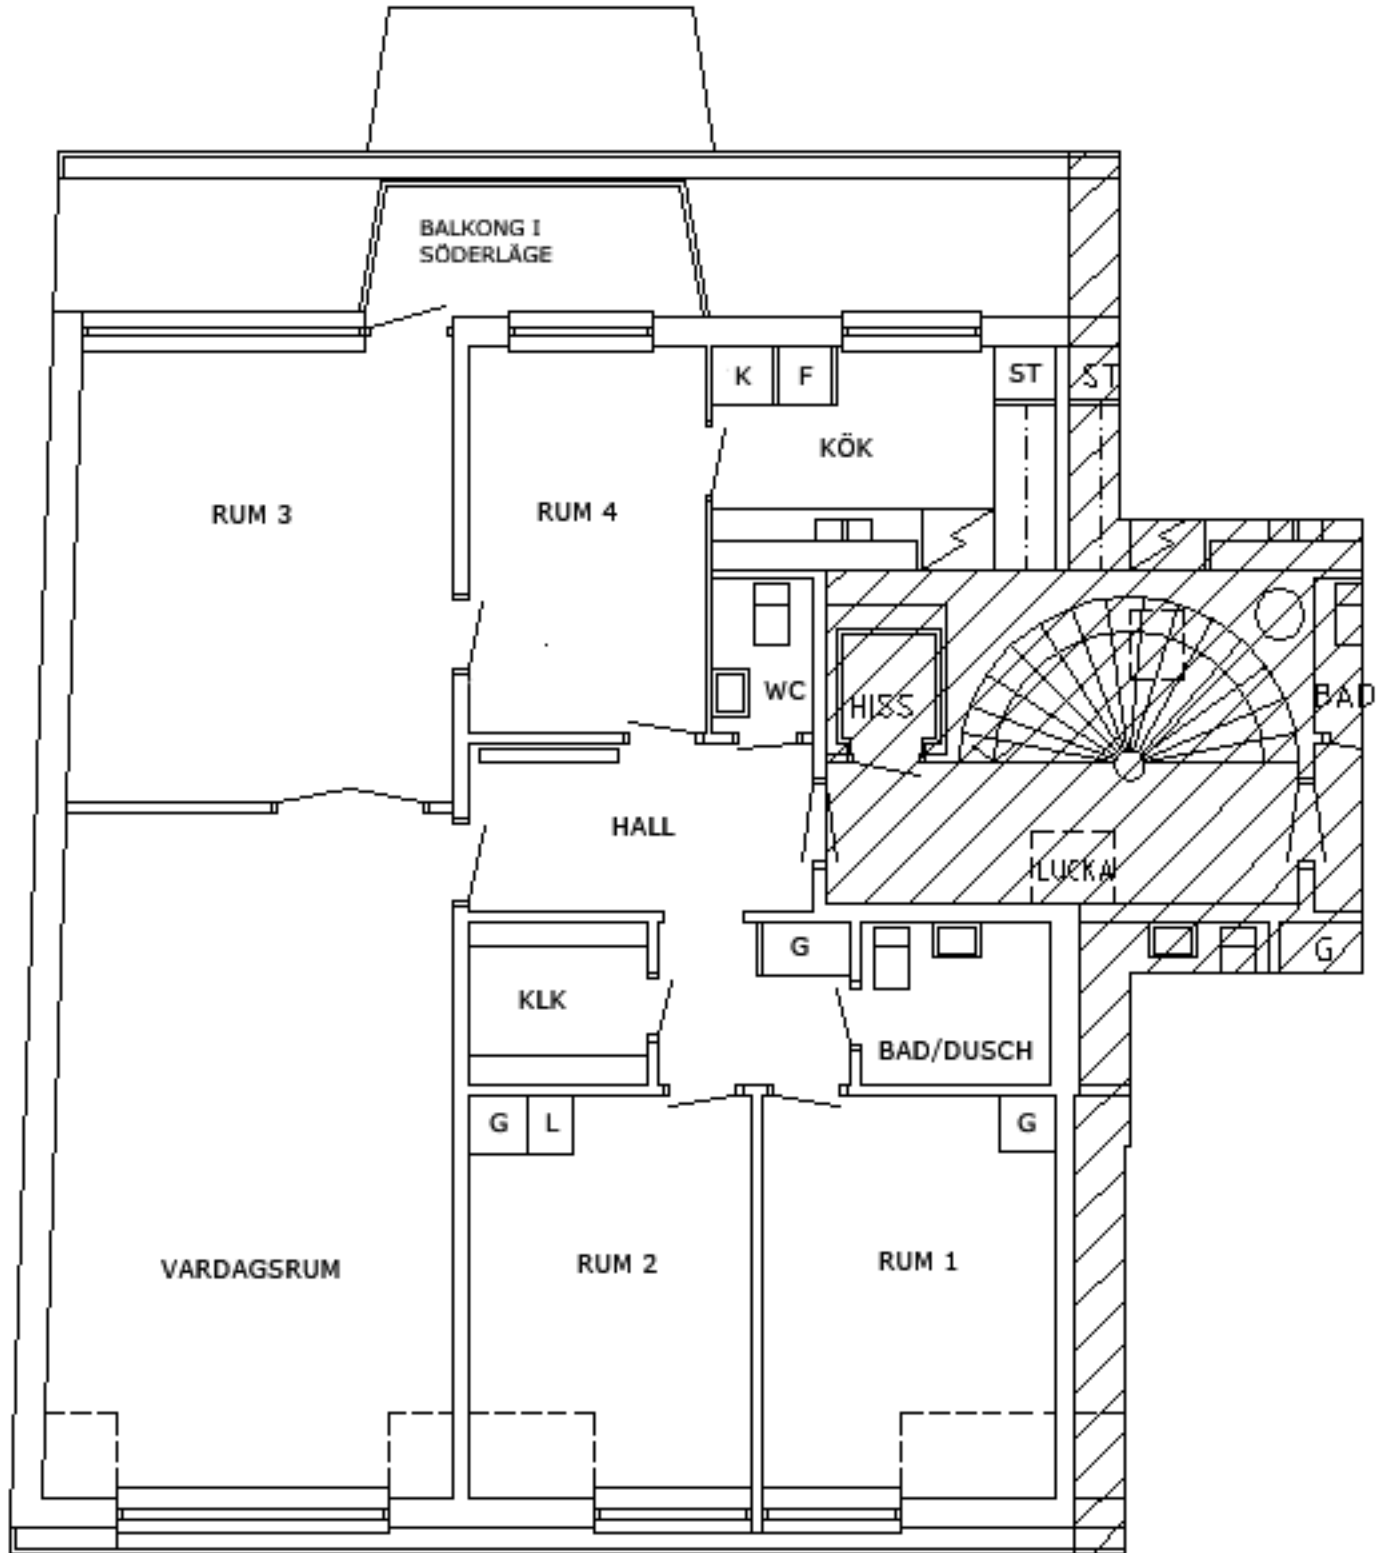 BALKONG I
SÖDERLÄGE
K
F
ST
ST
KÖK
RUM 3
RUM 4
WC
HISS
BAD
HALL
LUCKA
G
G
KLK
BAD/DUSCH
G
L
G
VARDAGSRUM
RUM 2
RUM 1